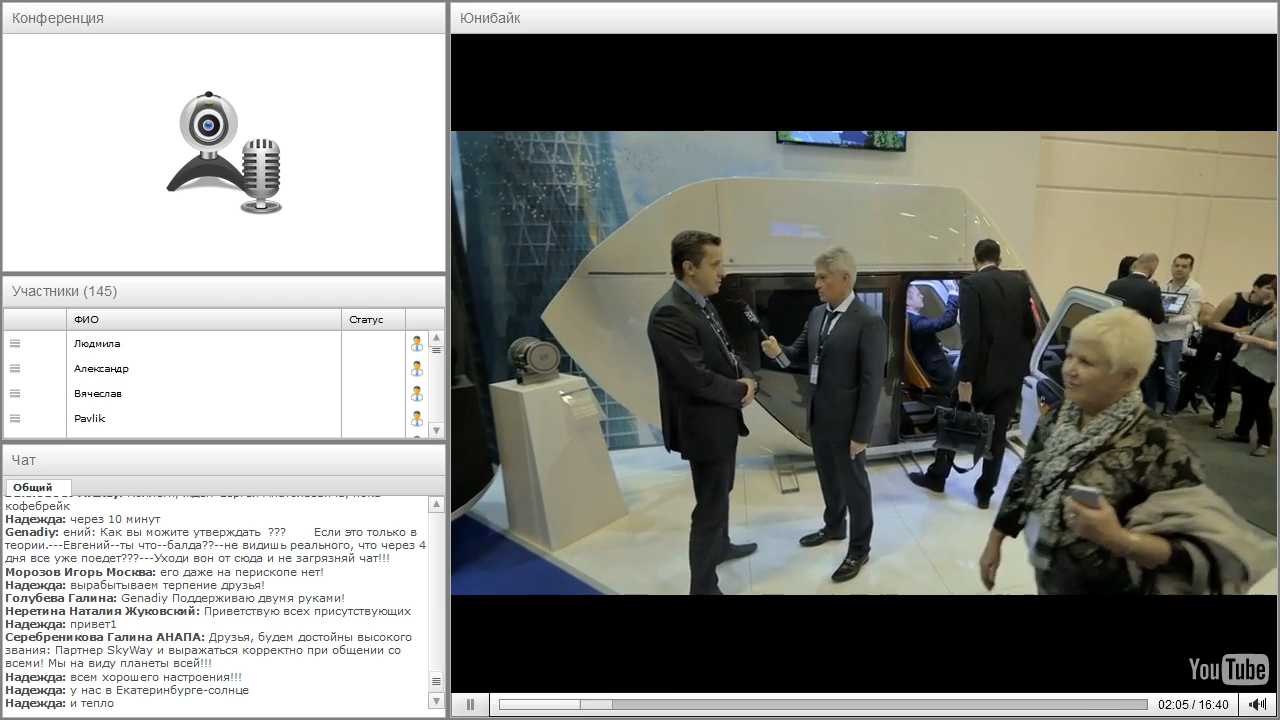 Конференция
Юнибайк
Участники (145)
ФИО
Статус
Людмила
Александр
Вячеслав
Pavlik
Чат
Общий
кофебрейк
Надежда: через 10 минут
Genadiy: ений: Как вы можите утверждать ??? Если это только в
теории.---Евгений--ты что--балда??--не видишь реального, что через 4
дня все уже поедет???---Уходи вон от сюда и не загрязняй чат!!!
Морозов Игорь Москва: его даже на перископе нет!
Надежда: вырабытываем терпение друзья!
Голубева Галина: Genadiy Поддерживаю двумя руками!
Неретина Наталия Жуковский: Приветствую всех присутствующих
Надежда: привет1
Серебреникова Галина АНАПА: Друзья, будем достойны высокого
звания: Партнер SkyWay и выражаться корректно при общении со
всеми! Мы на виду планеты всей!!!
Надежда: всем хорошего настроения!!!
Надежда: у нас в Екатеринбурге-солнце
Надежда: и тепло
YouTube
02:05 / 16:40